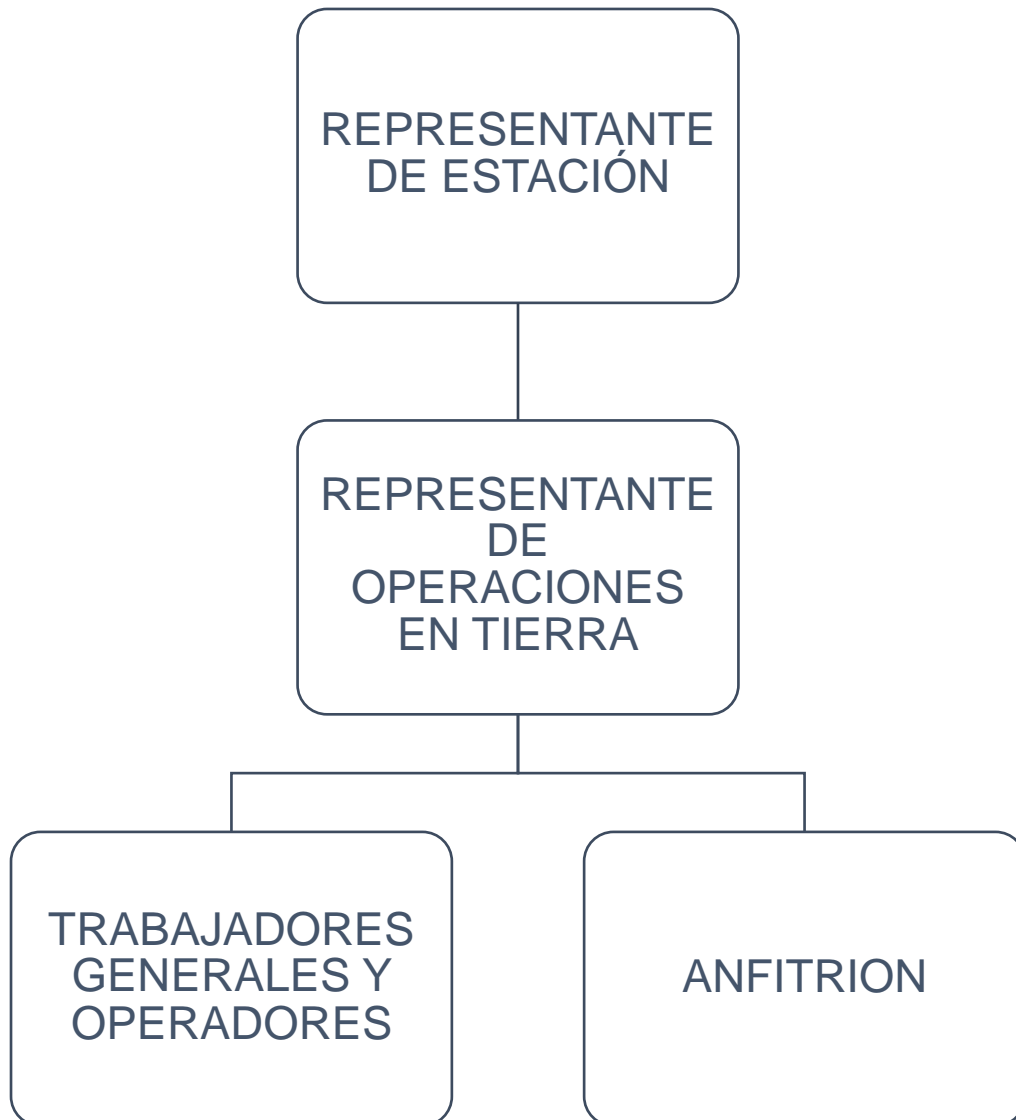 REPRESENTANTE
DE ESTACIÓN
REPRESENTANTE
DE
OPERACIONES
EN TIERRA
TRABAJADORES
GENERALES Y
OPERADORES
ANFITRION